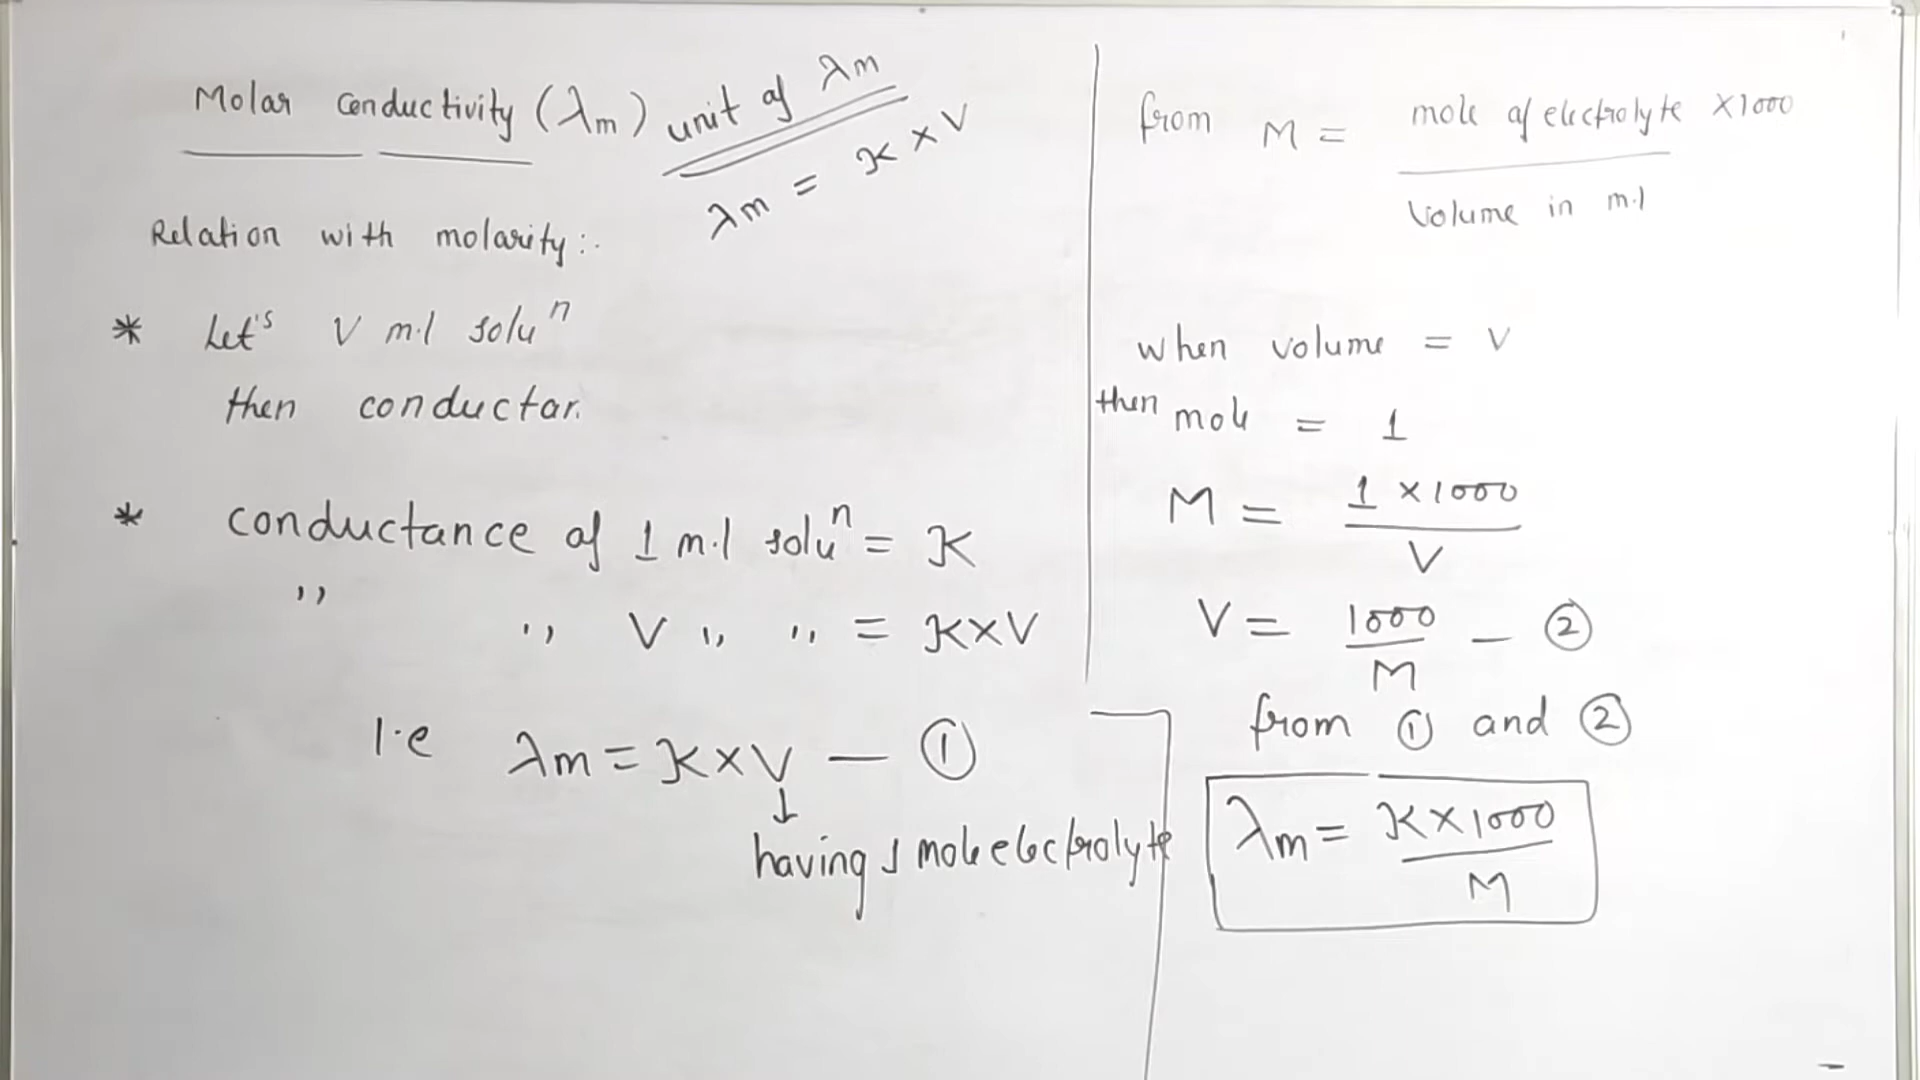 Molar conductivity (λm)
unit of λm
λm = K × V
Relation with molarity:-
* Let's V m.l soluⁿ
then conductan.
* conductance of 1 m.l soluⁿ = K
,, ,, V ,, ,, = K×V
I.e λm = K×V — ①
↓
having 1 mole electrolyte
from M = mole of electrolyte ×1000
Volume in m.l
when volume = V
then mole = 1
M = 1 ×1000
V
V = 1000 — ②
M
from ① and ②
λm = K×1000
M